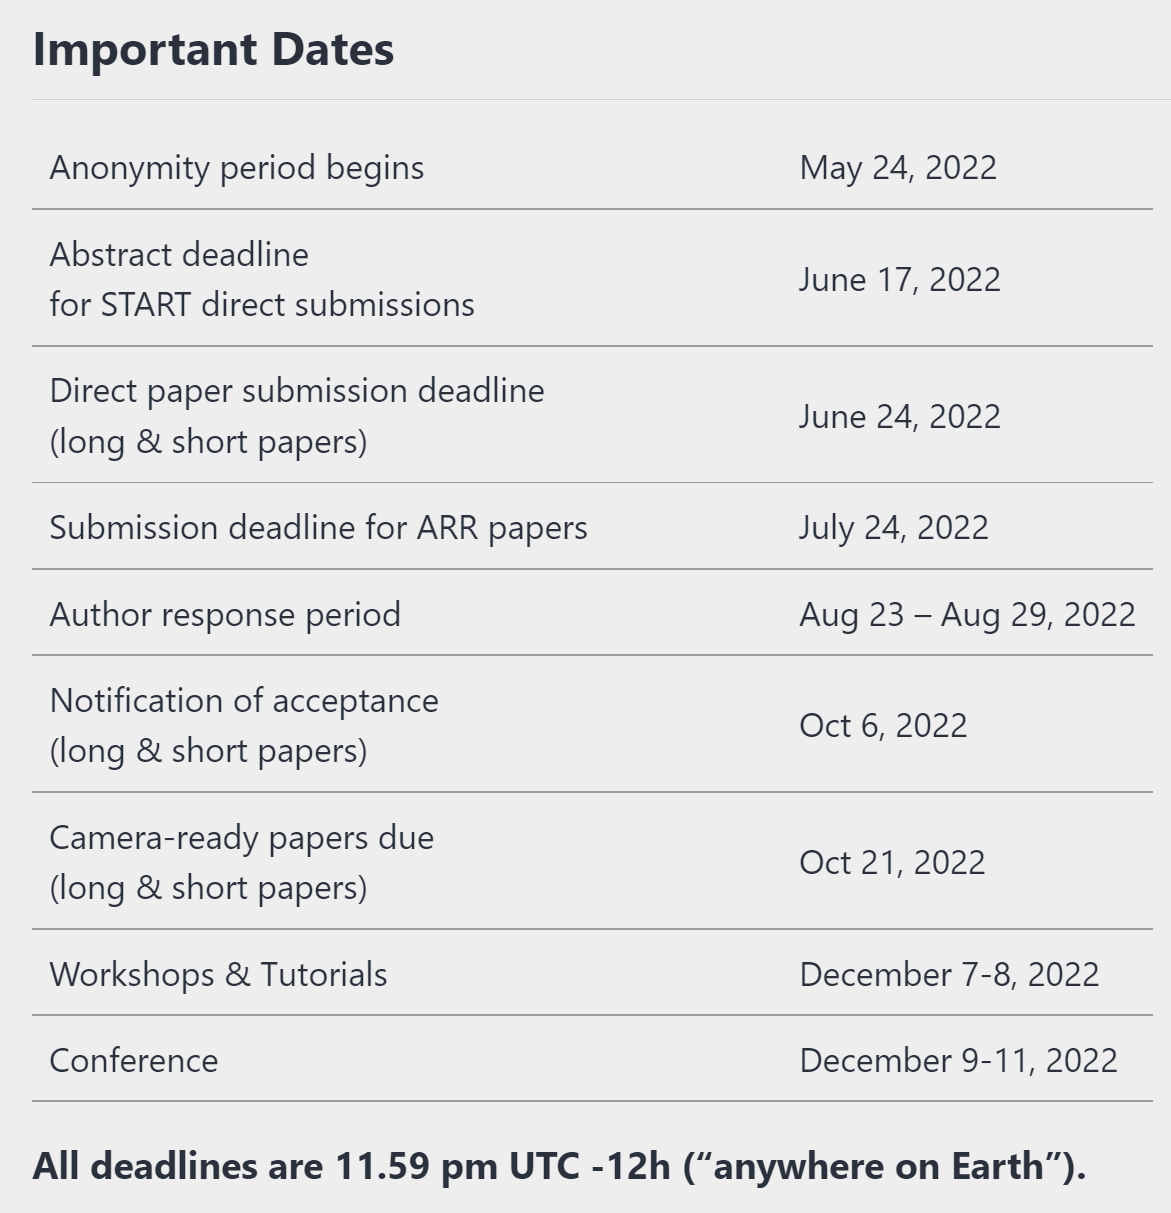 Important Dates
Anonymity period begins May 24, 2022
Abstract deadline
for START direct submissions
June 17, 2022
Direct paper submission deadline
(long & short papers)
June 24, 2022
Submission deadline for ARR papers July 24, 2022
Author response period Aug 23 – Aug 29, 2022
Notification of acceptance
(long & short papers)
Oct 6, 2022
Camera-ready papers due
(long & short papers)
Oct 21, 2022
Workshops & Tutorials December 7-8, 2022
Conference December 9-11, 2022
All deadlines are 11.59 pm UTC -12h (“anywhere on Earth”).